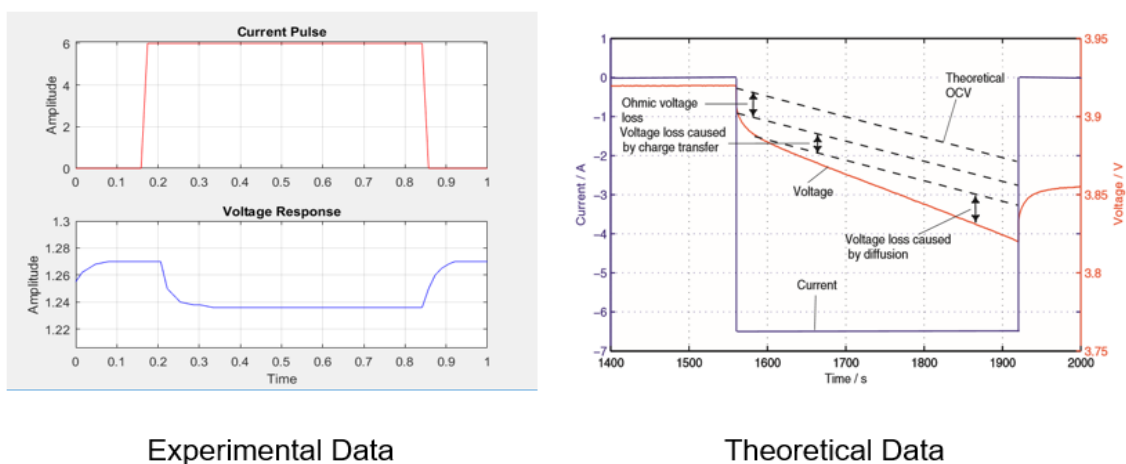 Current Pulse
Amplitude
6
4
2
0
0 0.1 0.2 0.3 0.4 0.5 0.6 0.7 0.8 0.9 1
Voltage Response
Amplitude
1.3
1.28
1.26
1.24
1.22
0 0.1 0.2 0.3 0.4 0.5 0.6 0.7 0.8 0.9 1
Time
Experimental Data
Current / A
1
0
−1
−2
−3
−4
−5
−6
−7
Ohmic voltage
loss
Voltage loss caused
by charge transfer
Theoretical
OCV
Voltage
Voltage loss caused
by diffusion
Current
3.95
3.9
3.85
3.8
3.75
Voltage / V
1400 1500 1600 1700 1800 1900 2000
Time / s
Theoretical Data